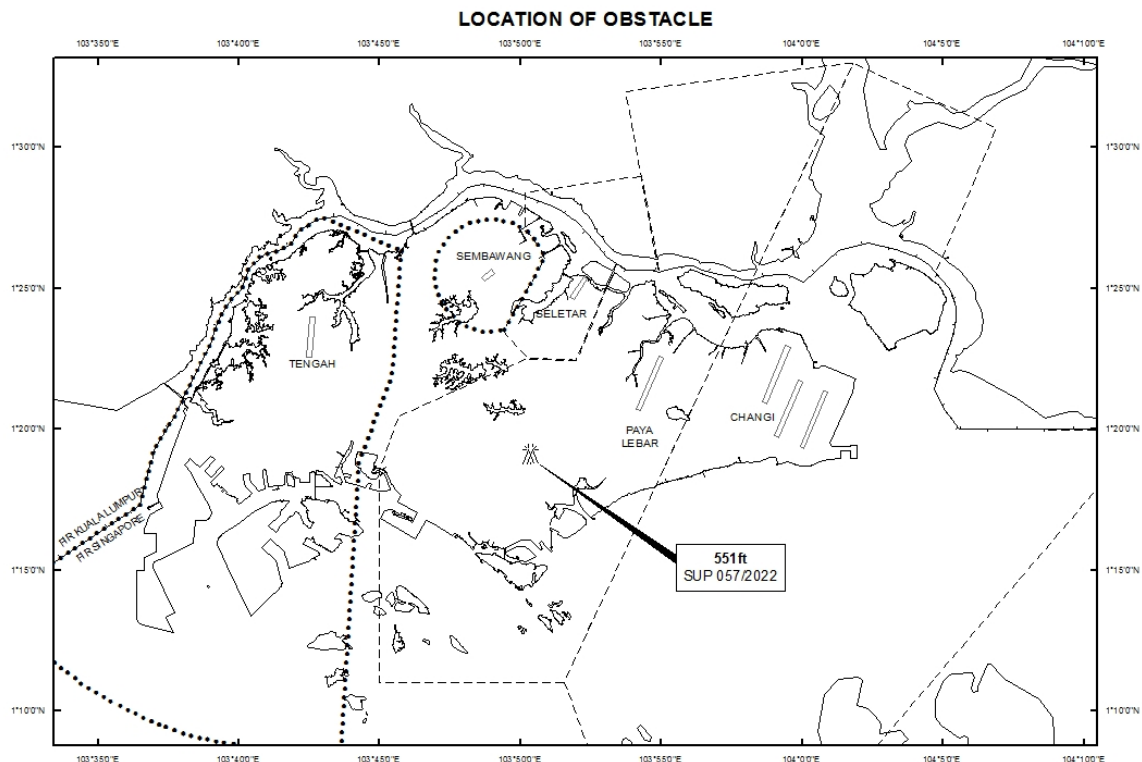 LOCATION OF OBSTACLE
103°35'0"E 103°40'0"E 103°45'0"E 103°50'0"E 103°55'0"E 104°0'0"E 104°5'0"E 104°10'0"E
1°30'0"N 1°30'0"N
SEMBAWANG
1°25'0"N 1°25'0"N
SELETAR
TENGAH
CHANGI
1°20'0"N 1°20'0"N
PAYA
LEBAR
FIR KUALA LUMPUR
FIR SINGAPORE
551ft
SUP 057/2022
1°15'0"N 1°15'0"N
1°10'0"N 1°10'0"N
103°35'0"E 103°40'0"E 103°45'0"E 103°50'0"E 103°55'0"E 104°0'0"E 104°5'0"E 104°10'0"E